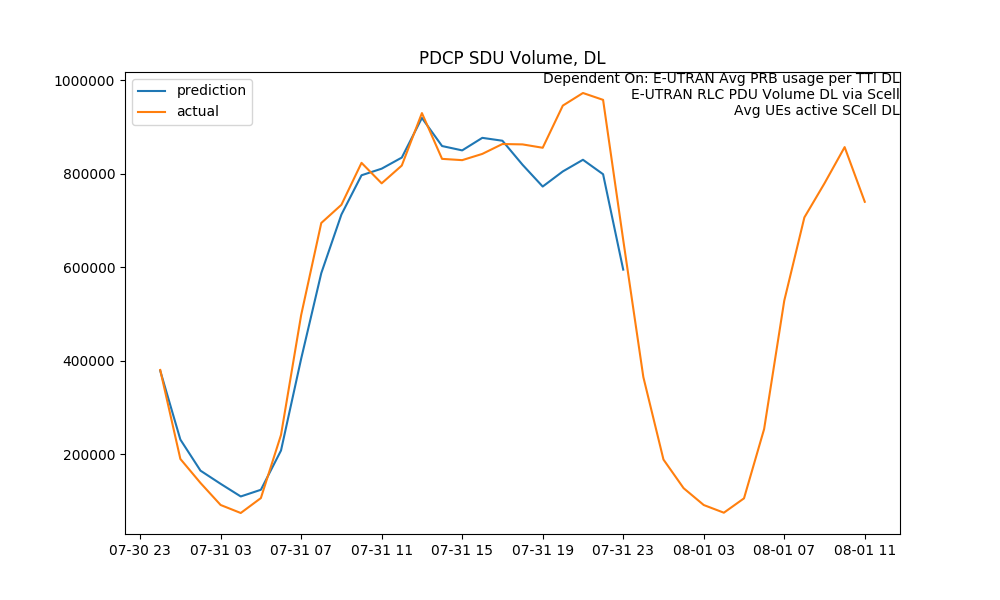 PDCP SDU Volume, DL
Dependent On: E-UTRAN Avg PRB usage per TTI DL
E-UTRAN RLC PDU Volume DL via Scell
Avg UEs active SCell DL
prediction
actual
1000000
800000
600000
400000
200000
07-30 23 07-31 03 07-31 07 07-31 11 07-31 15 07-31 19 07-31 23 08-01 03 08-01 07 08-01 11